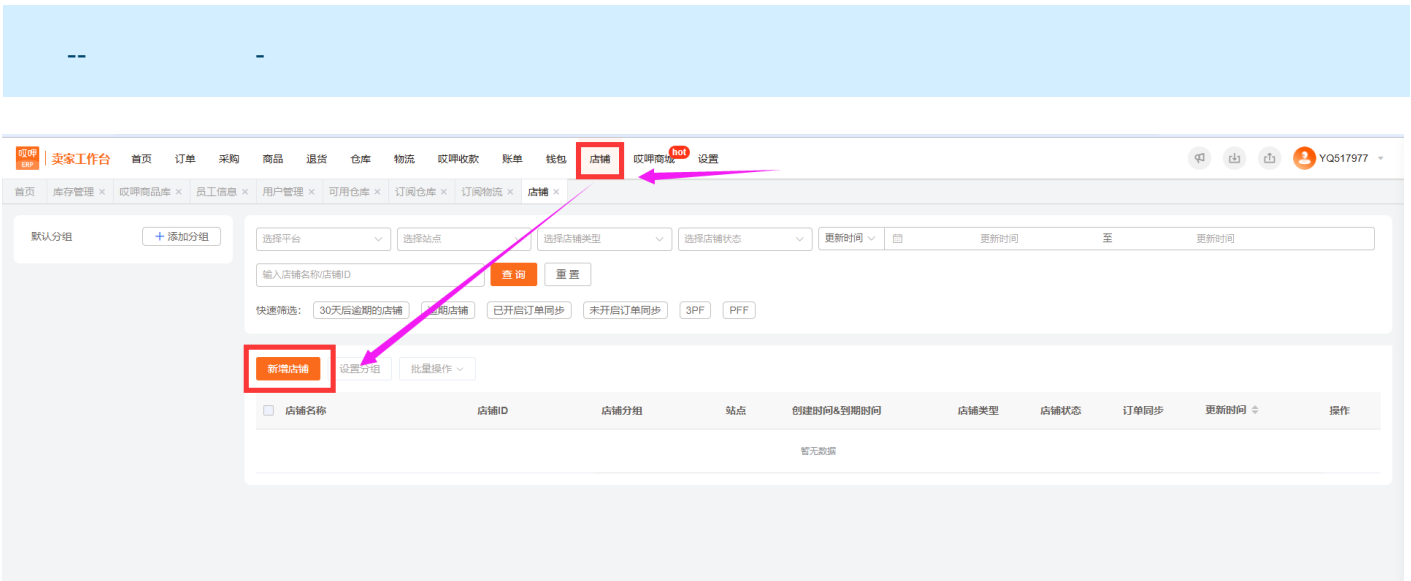 -- -
哎呷 ERP 卖家工作台 首页 订单 采购 商品 退货 仓库 物流 哎呷收款 账单 钱包 店铺 哎呷商城 hot 设置 YQ517977
首页 库存管理 × 哎呷商品库 × 员工信息 × 用户管理 × 可用仓库 × 订阅仓库 × 订阅物流 × 店铺 ×
默认分组 + 添加分组 选择平台 选择站点 选择店铺类型 选择店铺状态 更新时间 更新时间 至 更新时间
输入店铺名称/店铺ID 查 询 重 置
快速筛选: 30天后逾期的店铺 逾期店铺 已开启订单同步 未开启订单同步 3PF PFF
新增店铺 设置分组 批量操作
店铺名称 店铺ID 店铺分组 站点 创建时间&到期时间 店铺类型 店铺状态 订单同步 更新时间 操作
暂无数据